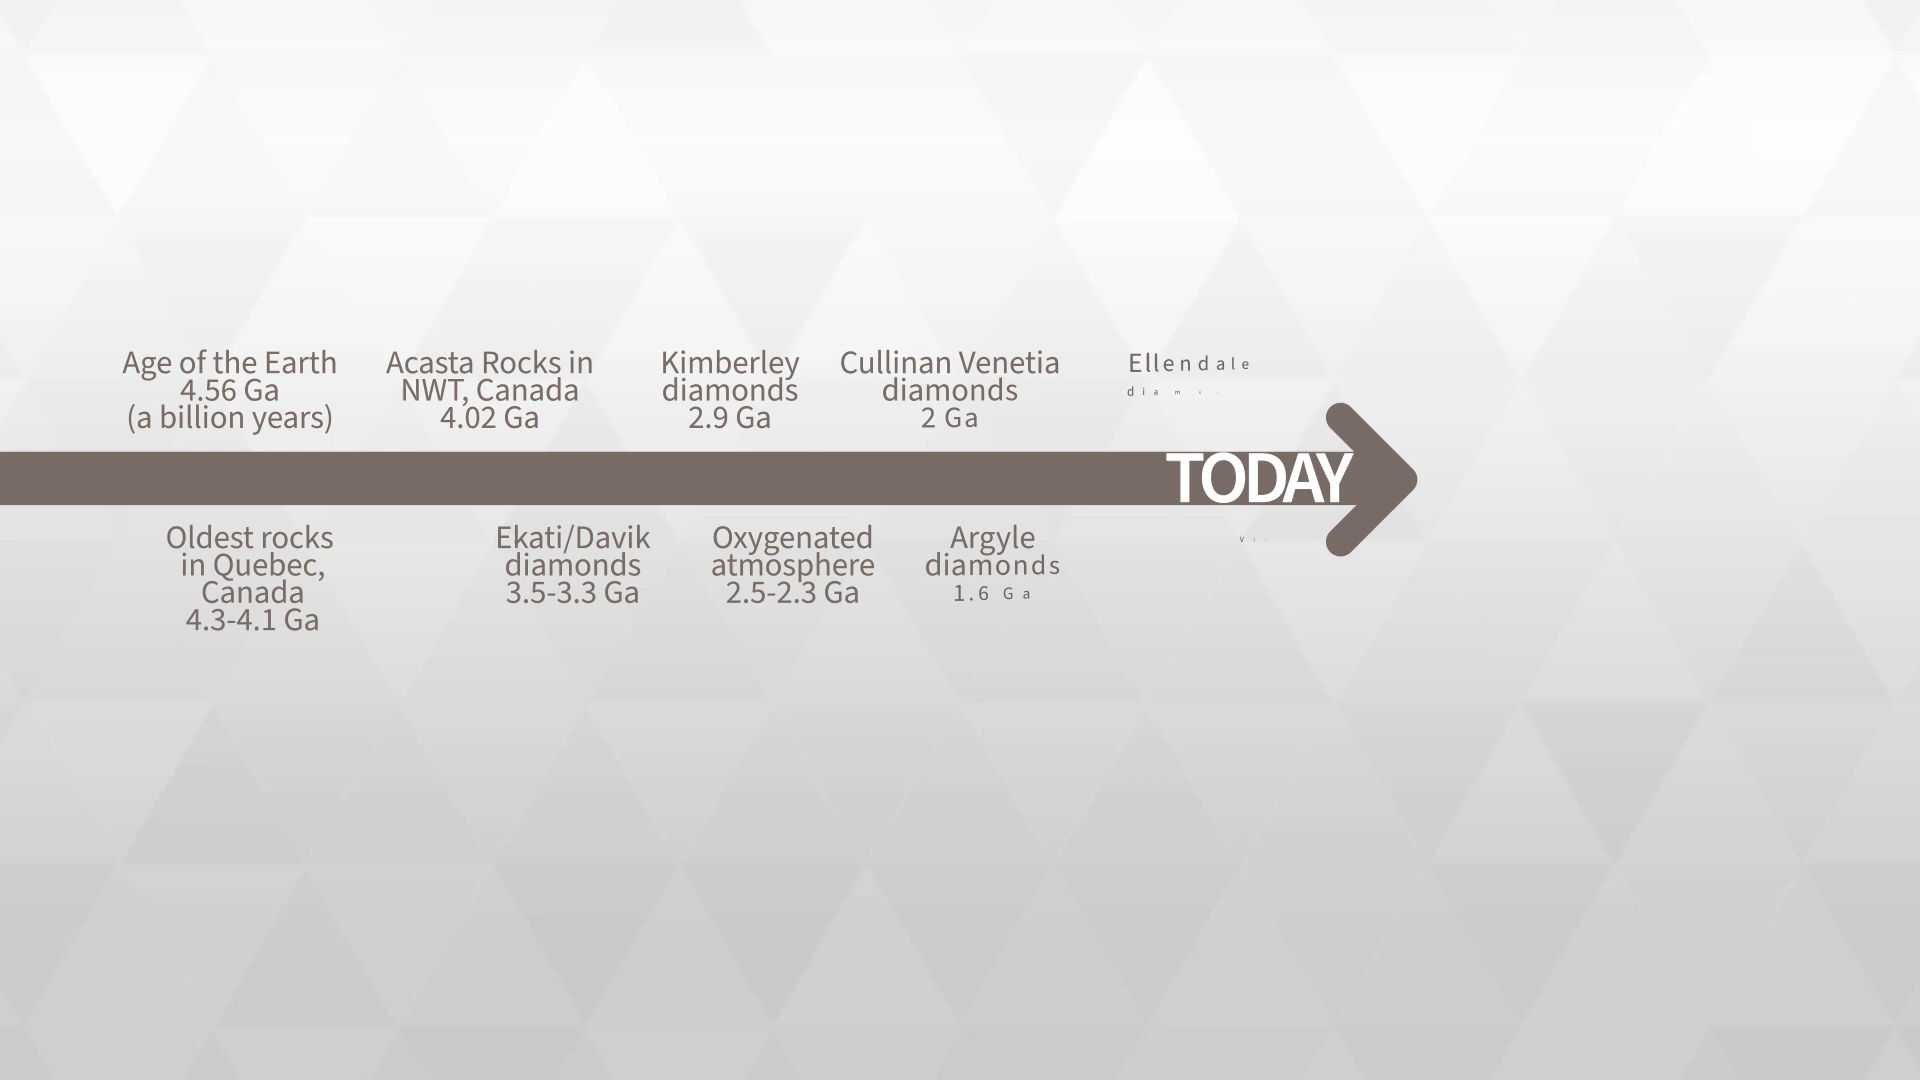 Age of the Earth
4.56 Ga
(a billion years)
Acasta Rocks in
NWT, Canada
4.02 Ga
Kimberley
diamonds
2.9 Ga
Cullinan Venetia
diamonds
2 Ga
Ellendale
TODAY
Oldest rocks
in Quebec,
Canada
4.3-4.1 Ga
Ekati/Davik
diamonds
3.5-3.3 Ga
Oxygenated
atmosphere
2.5-2.3 Ga
Argyle
diamonds
1.6 Ga